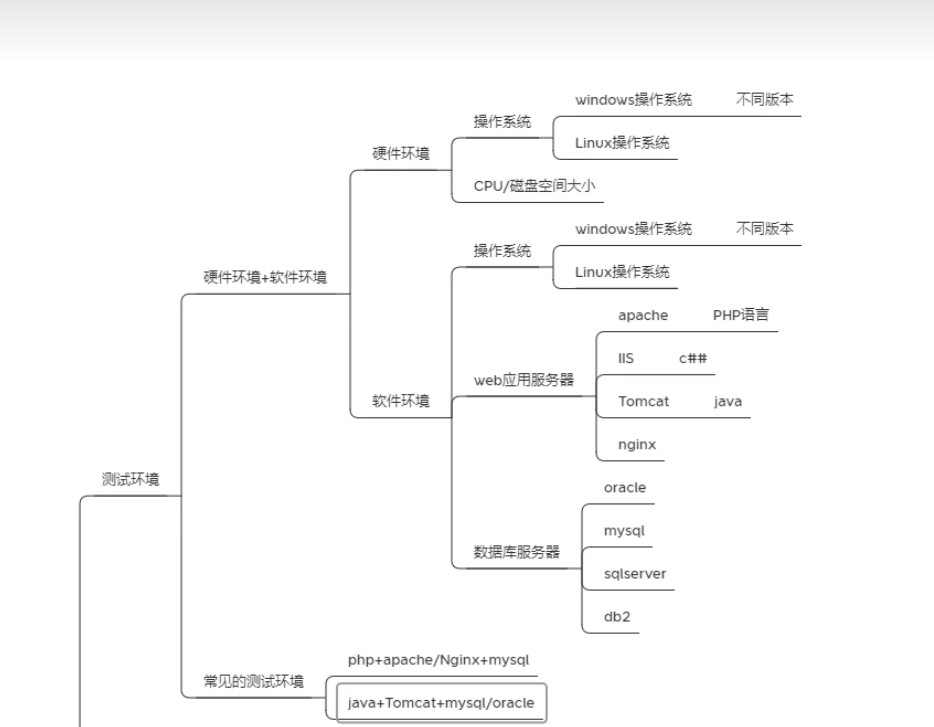 windows操作系统 不同版本
操作系统
Linux操作系统
硬件环境
CPU/磁盘空间大小
windows操作系统 不同版本
操作系统
Linux操作系统
硬件环境+软件环境
apache PHP语言
IIS c##
web应用服务器
软件环境
Tomcat java
nginx
测试环境
oracle
mysql
数据库服务器
sqlserver
db2
php+apache/Nginx+mysql
常见的测试环境
java+Tomcat+mysql/oracle